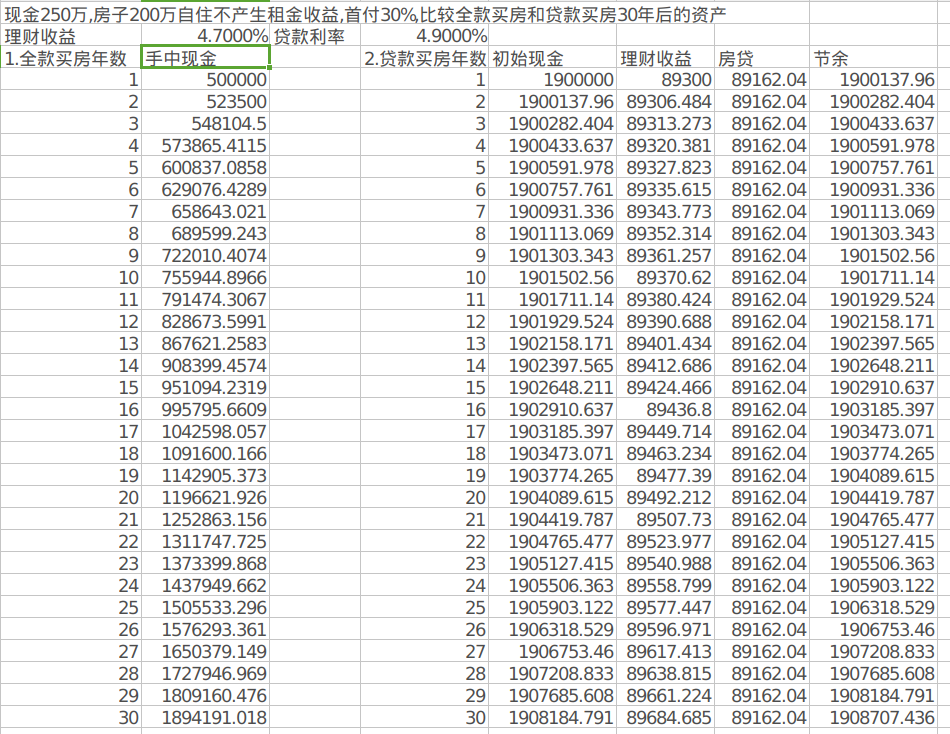 现金250万,房子200万自住不产生租金收益,首付30%,比较全款买房和贷款买房30年后的资产
理财收益 4.7000% 贷款利率 4.9000%
1.全款买房年数 手中现金 2.贷款买房年数 初始现金 理财收益 房贷 节余
1 500000 1 1900000 89300 89162.04 1900137.96
2 523500 2 1900137.96 89306.484 89162.04 1900282.404
3 548104.5 3 1900282.404 89313.273 89162.04 1900433.637
4 573865.4115 4 1900433.637 89320.381 89162.04 1900591.978
5 600837.0858 5 1900591.978 89327.823 89162.04 1900757.761
6 629076.4289 6 1900757.761 89335.615 89162.04 1900931.336
7 658643.021 7 1900931.336 89343.773 89162.04 1901113.069
8 689599.243 8 1901113.069 89352.314 89162.04 1901303.343
9 722010.4074 9 1901303.343 89361.257 89162.04 1901502.56
10 755944.8966 10 1901502.56 89370.62 89162.04 1901711.14
11 791474.3067 11 1901711.14 89380.424 89162.04 1901929.524
12 828673.5991 12 1901929.524 89390.688 89162.04 1902158.171
13 867621.2583 13 1902158.171 89401.434 89162.04 1902397.565
14 908399.4574 14 1902397.565 89412.686 89162.04 1902648.211
15 951094.2319 15 1902648.211 89424.466 89162.04 1902910.637
16 995795.6609 16 1902910.637 89436.8 89162.04 1903185.397
17 1042598.057 17 1903185.397 89449.714 89162.04 1903473.071
18 1091600.166 18 1903473.071 89463.234 89162.04 1903774.265
19 1142905.373 19 1903774.265 89477.39 89162.04 1904089.615
20 1196621.926 20 1904089.615 89492.212 89162.04 1904419.787
21 1252863.156 21 1904419.787 89507.73 89162.04 1904765.477
22 1311747.725 22 1904765.477 89523.977 89162.04 1905127.415
23 1373399.868 23 1905127.415 89540.988 89162.04 1905506.363
24 1437949.662 24 1905506.363 89558.799 89162.04 1905903.122
25 1505533.296 25 1905903.122 89577.447 89162.04 1906318.529
26 1576293.361 26 1906318.529 89596.971 89162.04 1906753.46
27 1650379.149 27 1906753.46 89617.413 89162.04 1907208.833
28 1727946.969 28 1907208.833 89638.815 89162.04 1907685.608
29 1809160.476 29 1907685.608 89661.224 89162.04 1908184.791
30 1894191.018 30 1908184.791 89684.685 89162.04 1908707.436